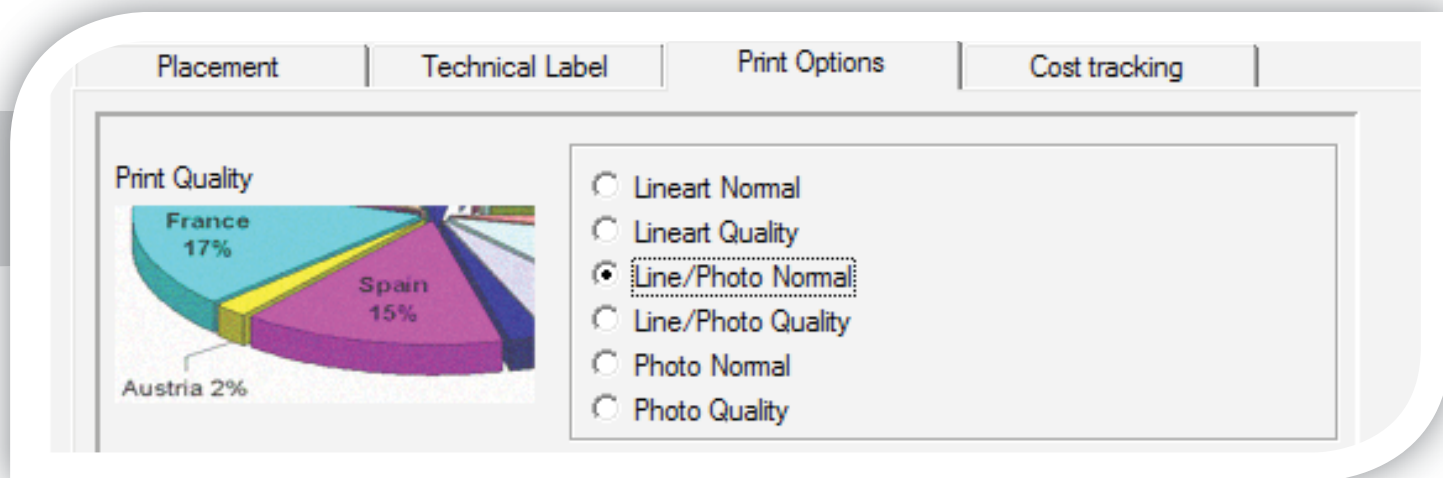 Placement Technical Label Print Options Cost tracking
Print Quality
France
17%
Spain
15%
Austria 2%
Lineart Normal
Lineart Quality
Line/Photo Normal
Line/Photo Quality
Photo Normal
Photo Quality